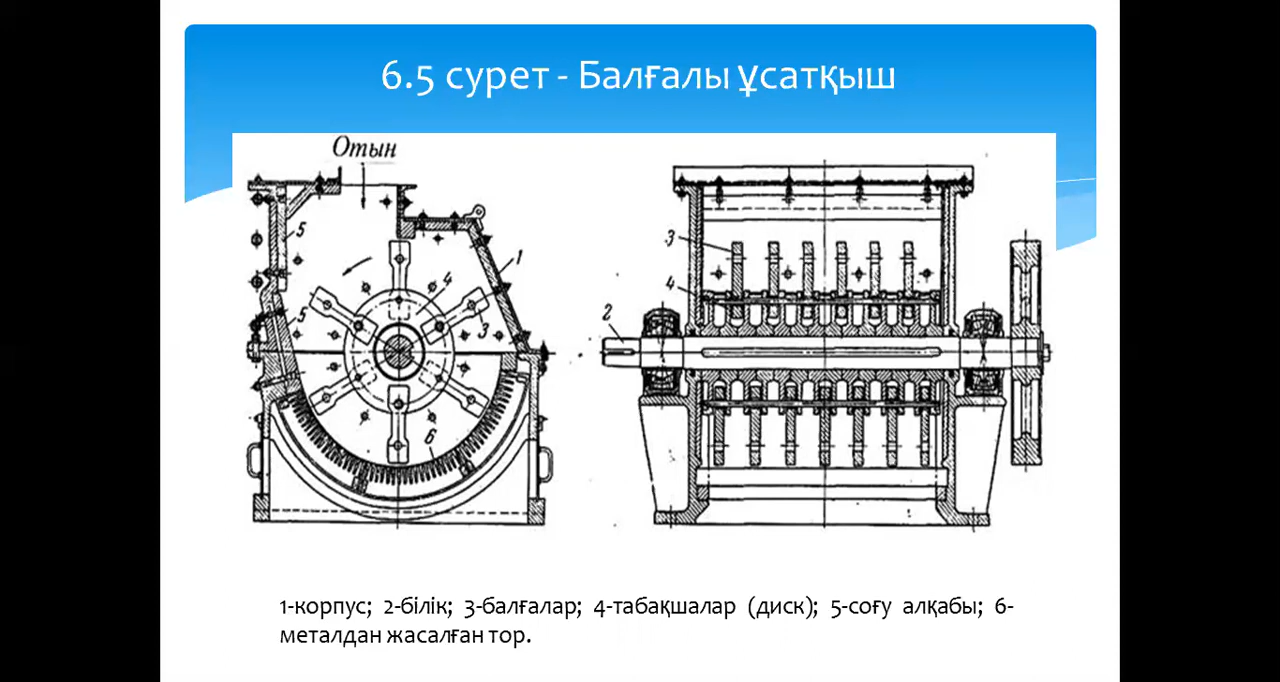 6.5 сурет - Балғалы ұсатқыш
Отын
5
1
4
5
3
6
3
4
2
1-корпус; 2-білік; 3-балғалар; 4-табақшалар (диск); 5-соғу алқабы; 6-
металдан жасалған тор.